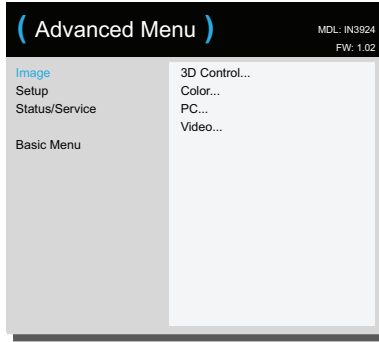 ( Advanced Menu )
MDL: IN3924
FW: 1.02
Image
Setup
Status/Service
Basic Menu
3D Control...
Color...
PC...
Video...